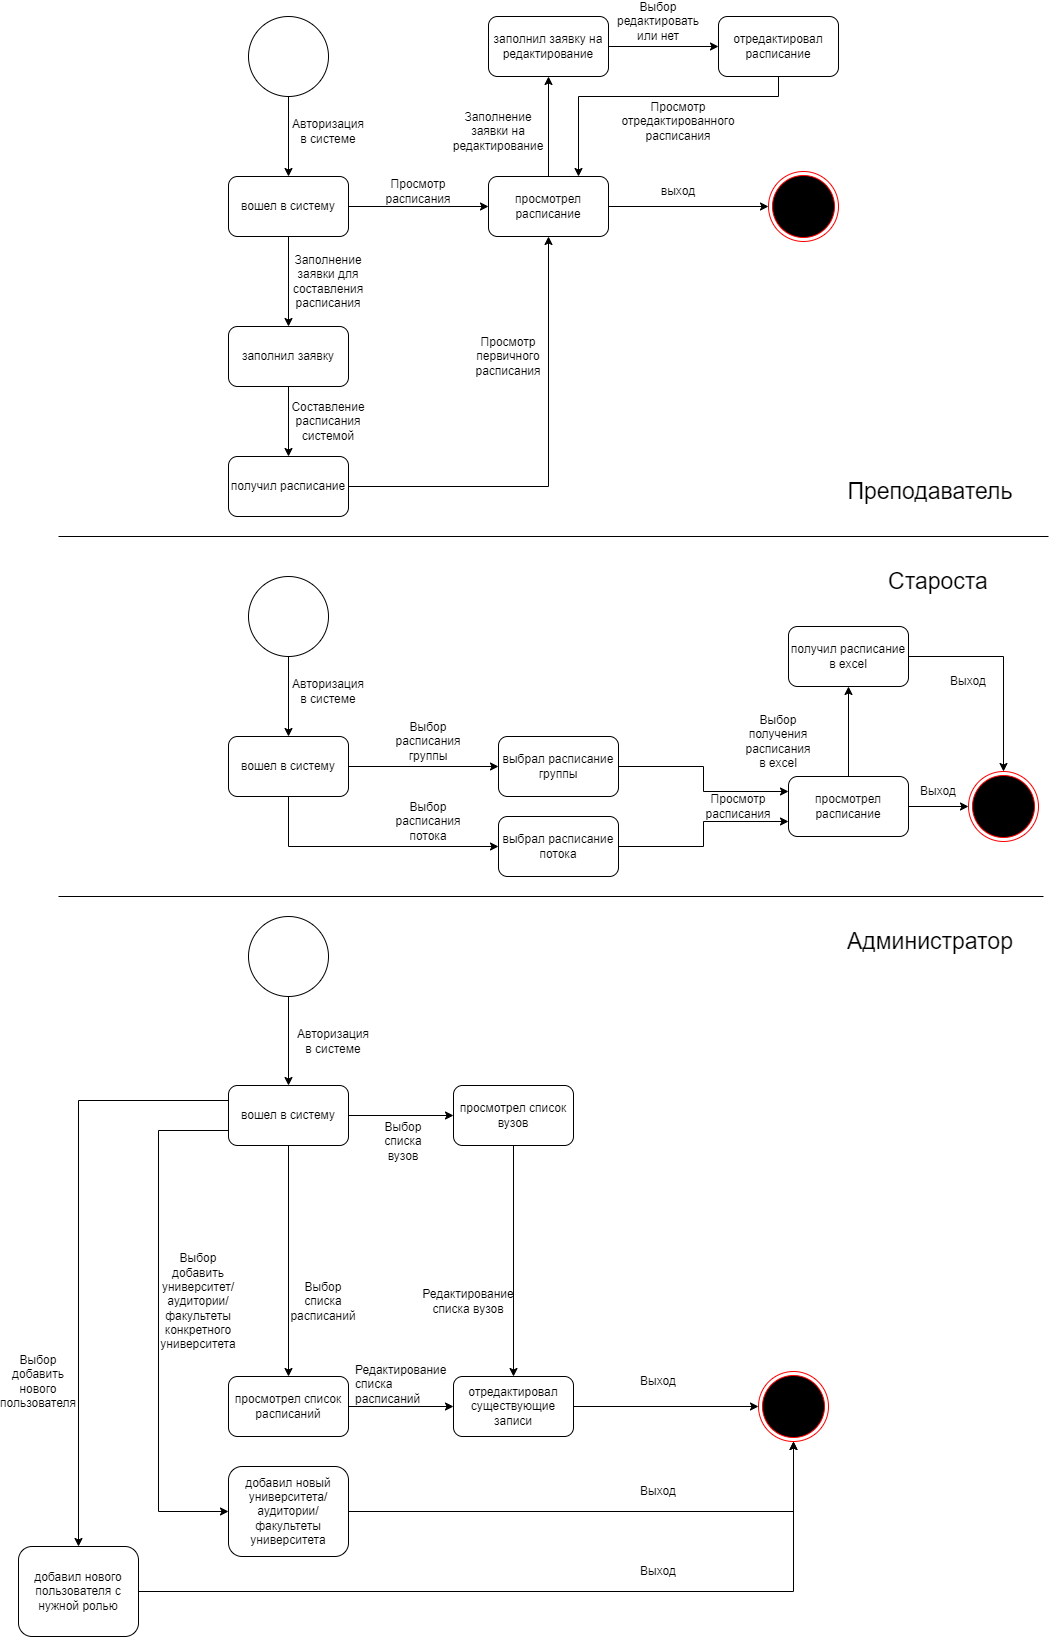 Выбор
редактировать
или нет
заполнил заявку на
редактирование
отредактировал
расписание
Авторизация
в системе
Заполнение
заявки на
редактирование
Просмотр
отредактированного
расписания
вошел в систему
Просмотр
расписания
просмотрел
расписание
выход
Заполнение
заявки для
составления
расписания
заполнил заявку
Просмотр
первичного
расписания
Составление
расписания
системой
получил расписание
Преподаватель
Староста
получил расписание
в excel
Авторизация
в системе
Выход
Выбор
расписания
группы
Выбор
получения
расписания
в excel
вошел в систему
выбрал расписание
группы
Выбор
расписания
потока
Просмотр
расписания
просмотрел
расписание
Выход
выбрал расписание
потока
Администратор
Авторизация
в системе
вошел в систему
просмотрел список
вузов
Выбор
списка
вузов
Выбор
добавить
университет/
аудитории/
факультеты
конкретного
университета
Выбор
списка
расписаний
Редактирование
списка вузов
Выбор
добавить
нового
пользователя
просмотрел список
расписаний
Редактирование
списка
расписаний
отредактировал
существующие
записи
Выход
добавил новый
университета/
аудитории/
факультеты
университета
Выход
добавил нового
пользователя с
нужной ролью
Выход